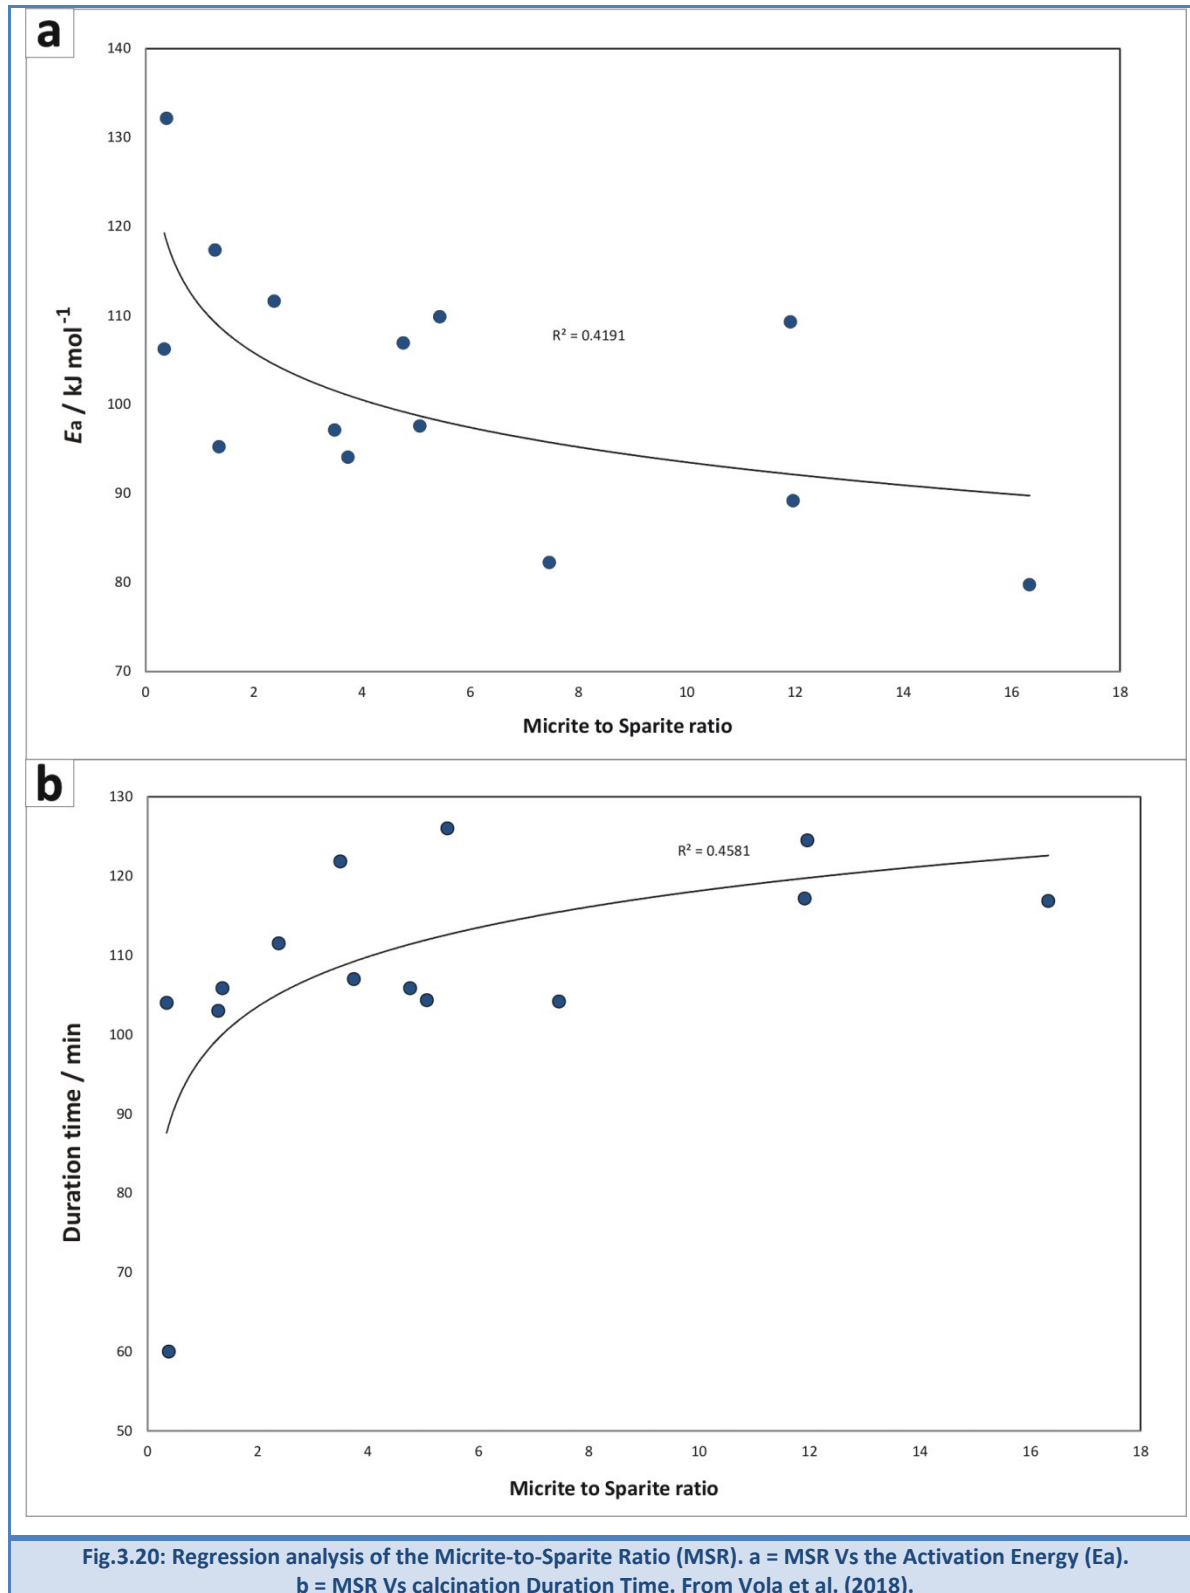 a
140
130
120
110
100
90
80
70
Ea / kJ mol⁻¹
R² = 0.4191
0 2 4 6 8 10 12 14 16 18
Micrite to Sparite ratio
b
130
120
110
100
90
80
70
60
50
Duration time / min
R² = 0.4581
0 2 4 6 8 10 12 14 16 18
Micrite to Sparite ratio
Fig.3.20: Regression analysis of the Micrite-to-Sparite Ratio (MSR). a = MSR Vs the Activation Energy (Ea).
b = MSR Vs calcination Duration Time. From Vola et al. (2018).